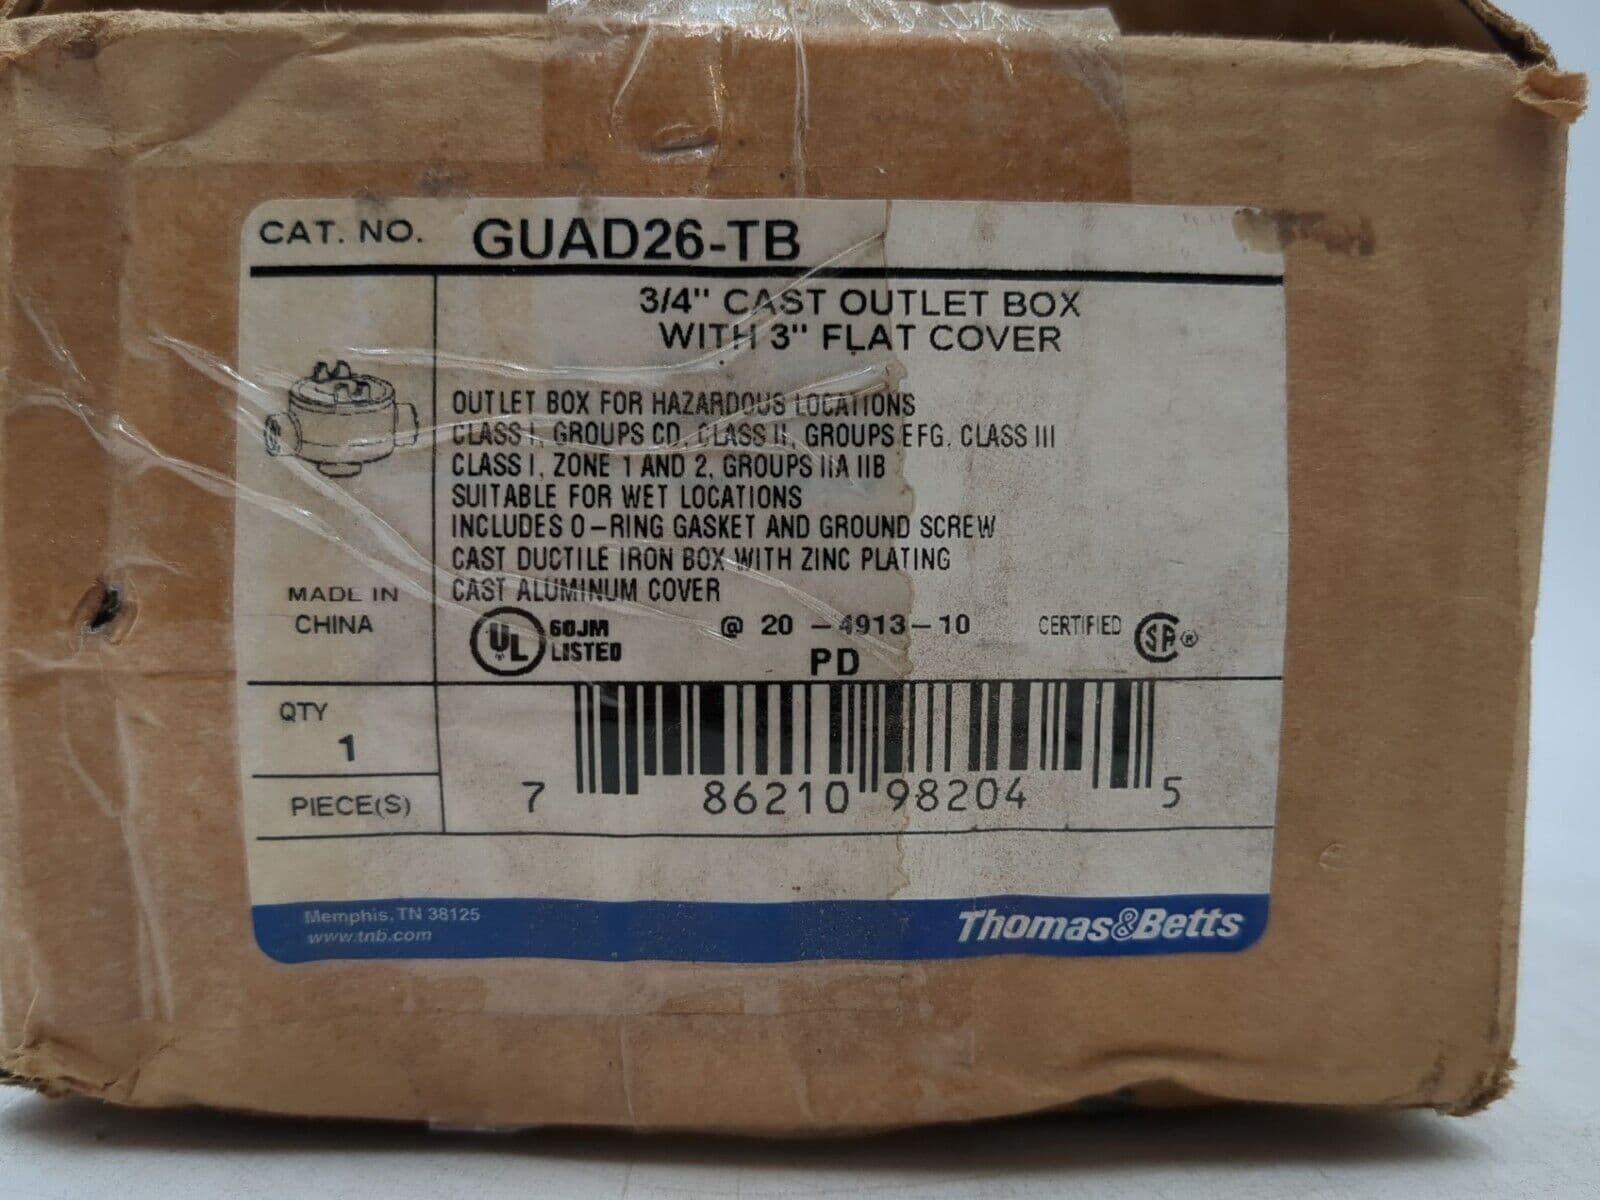 CAT. NO. GUAD26-TB
3/4" CAST OUTLET BOX
WITH 3" FLAT COVER
OUTLET BOX FOR HAZARDOUS LOCATIONS
CLASS I, GROUPS CD, CLASS II, GROUPS EFG, CLASS III
CLASS I, ZONE 1 AND 2, GROUPS IIA IIB
SUITABLE FOR WET LOCATIONS
INCLUDES O-RING GASKET AND GROUND SCREW
CAST DUCTILE IRON BOX WITH ZINC PLATING
CAST ALUMINUM COVER
MADE IN
CHINA
UL 60JM
LISTED
@ 20 -4913-10
PD
CERTIFIED SA ®
QTY
1
PIECE(S)
7 86210 98204 5
Memphis, TN 38125
www.tnb.com
Thomas&Betts